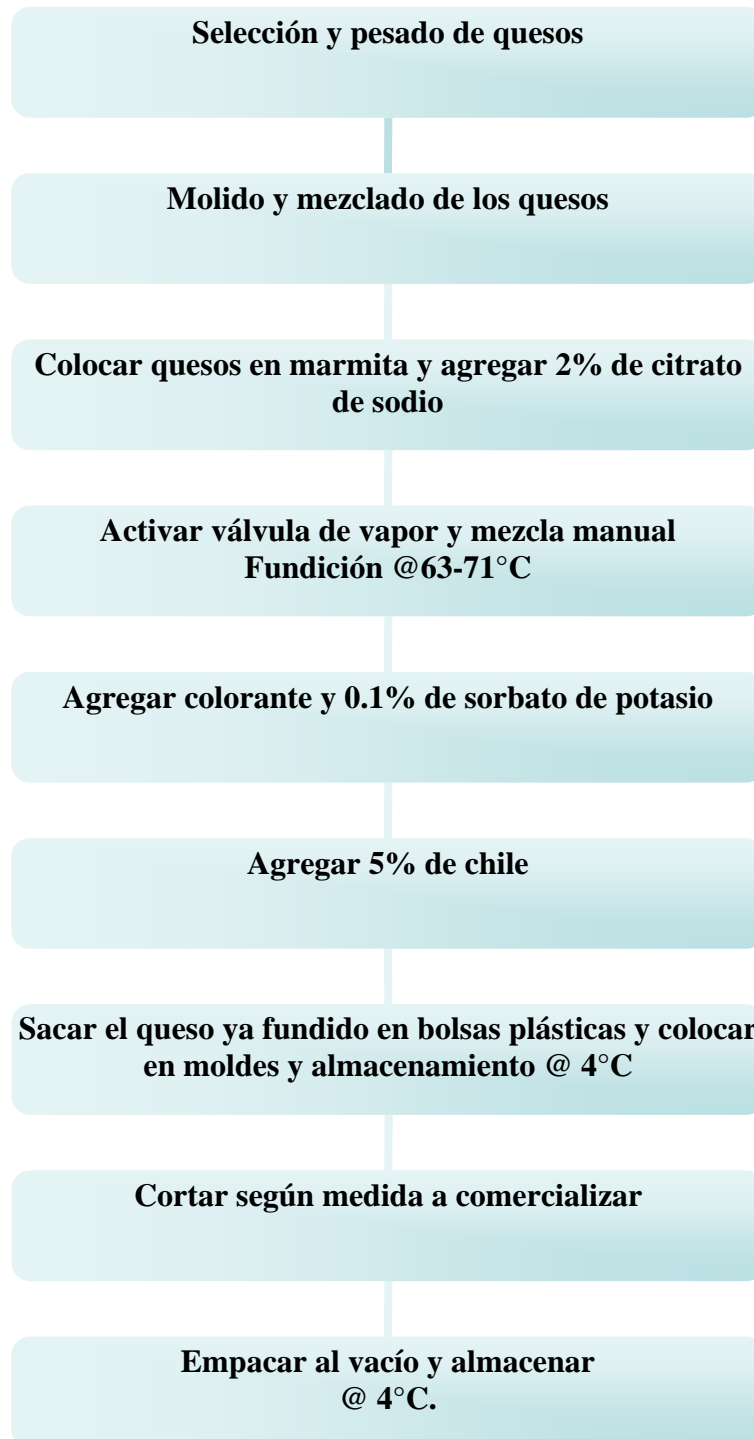 Selección y pesado de quesos
Molido y mezclado de los quesos
Colocar quesos en marmita y agregar 2% de citrato
de sodio
Activar válvula de vapor y mezcla manual
Fundición @63-71°C
Agregar colorante y 0.1% de sorbato de potasio
Agregar 5% de chile
Sacar el queso ya fundido en bolsas plásticas y colocar
en moldes y almacenamiento @ 4°C
Cortar según medida a comercializar
Empacar al vacío y almacenar
@ 4°C.